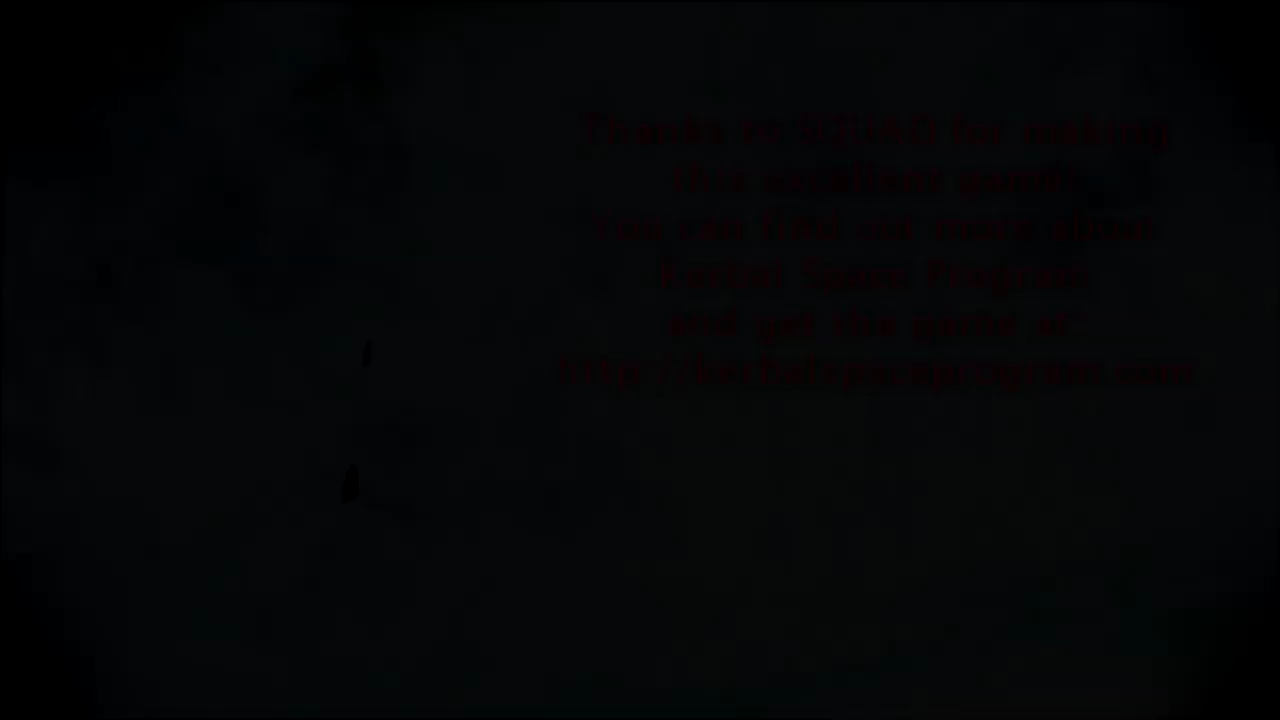 Thanks to SQUAD for making
this excellent game!
You can find out more about
Kerbal Space Program
and get the game at:
http://kerbalspaceprogram.com